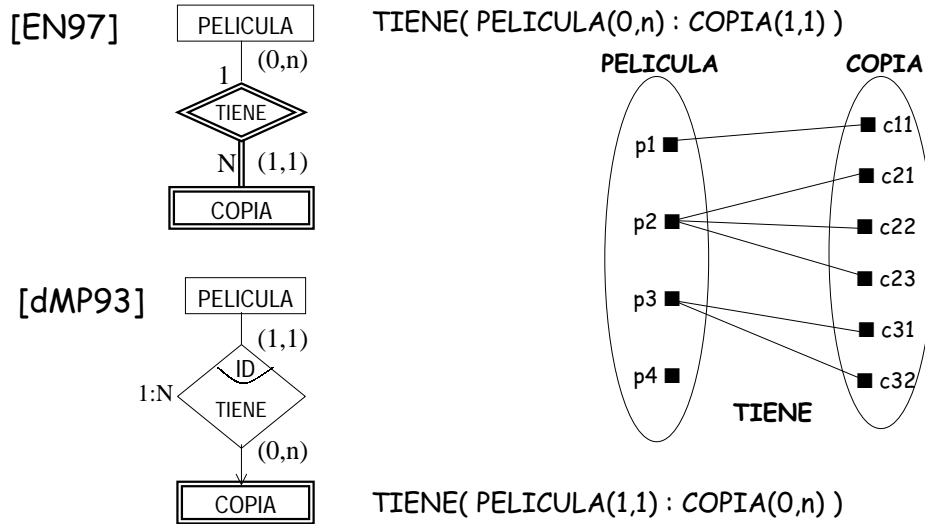 [EN97]
PELICULA
(0,n)
1
TIENE
N
(1,1)
COPIA
TIENE( PELICULA(0,n) : COPIA(1,1) )
PELICULA
COPIA
p1
p2
p3
p4
c11
c21
c22
c23
c31
c32
TIENE
[dMP93]
PELICULA
(1,1)
ID
1:N
TIENE
(0,n)
COPIA
TIENE( PELICULA(1,1) : COPIA(0,n) )